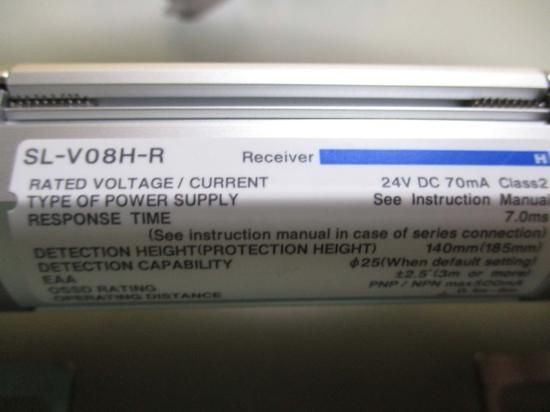 SL-V08H-R Receiver H
RATED VOLTAGE / CURRENT 24V DC 70mA Class2
TYPE OF POWER SUPPLY See Instruction Manual
RESPONSE TIME 7.0ms
(See instruction manual in case of series connection)
DETECTION HEIGHT(PROTECTION HEIGHT) 140mm(185mm)
DETECTION CAPABILITY ϕ25(When default setting)
EAA ±2.5°(3m or more)
OSSD RATING PNP / NPN max500mA
OPERATING DISTANCE